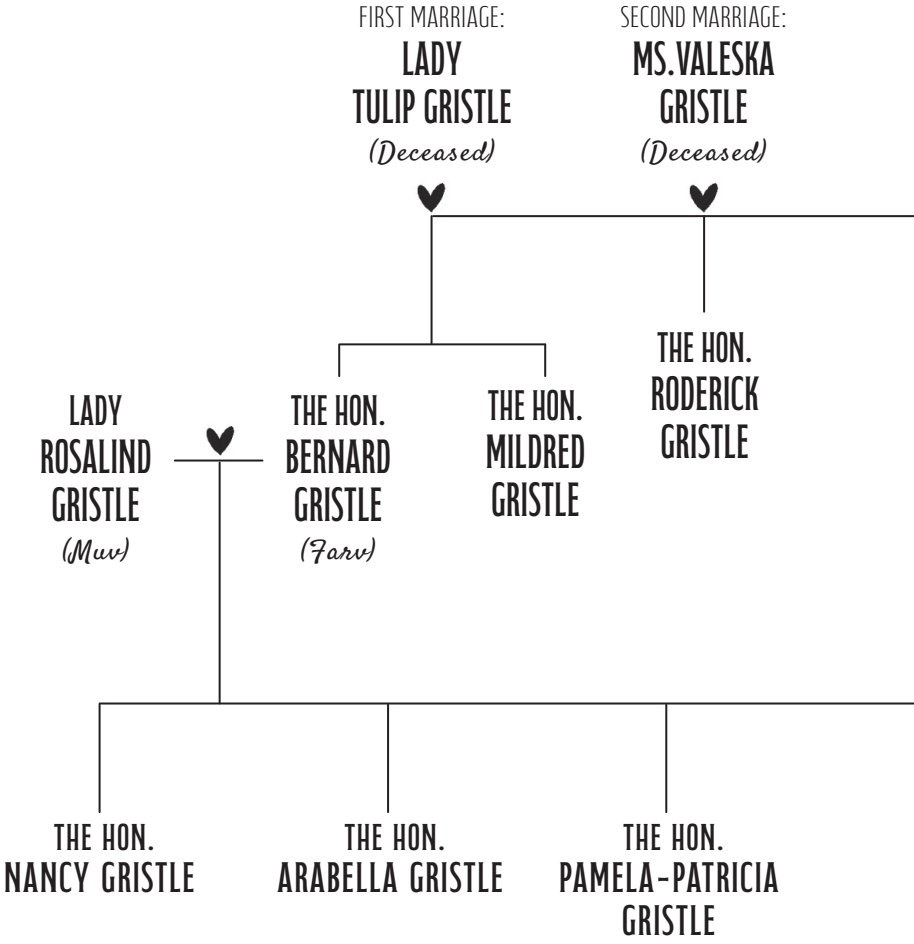 FIRST MARRIAGE:
LADY
TULIP GRISTLE
(Deceased)
SECOND MARRIAGE:
MS.VALESKA
GRISTLE
(Deceased)
LADY
ROSALIND
GRISTLE
(Muv)
THE HON.
BERNARD
GRISTLE
(Farv)
THE HON.
MILDRED
GRISTLE
THE HON.
RODERICK
GRISTLE
THE HON.
NANCY GRISTLE
THE HON.
ARABELLA GRISTLE
THE HON.
PAMELA-PATRICIA
GRISTLE